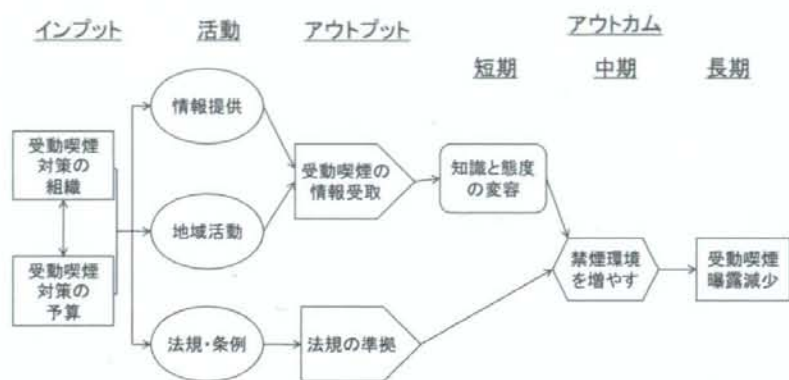 インプット
活動
アウトプット
アウトカム
短期
中期
長期
情報提供
受動喫煙
対策の
組織
受動喫煙の
情報受取
知識と態度
の変容
地域活動
禁煙環境
を増やす
受動喫煙
曝露減少
受動喫煙
対策の
予算
法規・条例
法規の準拠